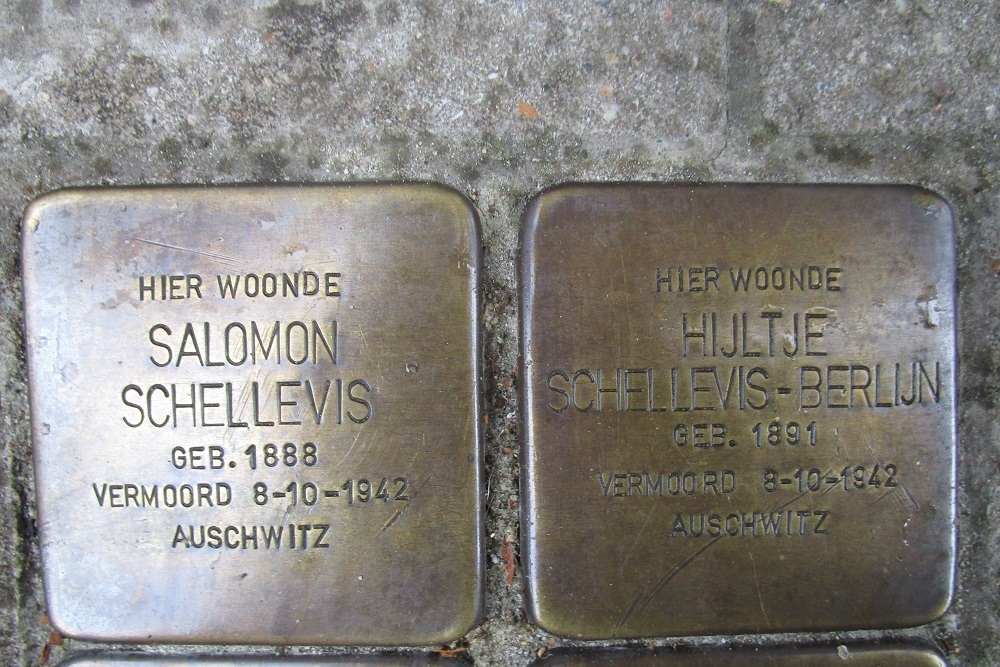 HIER WOONDE
SALOMON
SCHELLEVIS
GEB. 1888
VERMOORD 8-10-1942
AUSCHWITZ
HIER WOONDE
HIJLTJE
SCHELLEVIS-BERLIJN
GEB. 1891
VERMOORD 8-10-1942
AUSCHWITZ